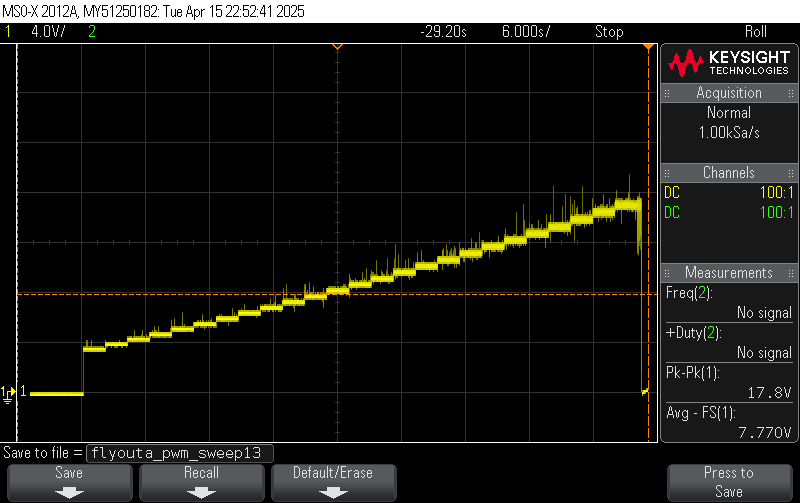 MSO-X 2012A, MY51250182: Tue Apr 15 22:52:41 2025
1 4.0V/ 2 -29.20s 6.000s/ Stop Roll
KEYSIGHT
TECHNOLOGIES
Acquisition
Normal
1.00kSa/s
Channels
DC 100:1
DC 100:1
Measurements
Freq(2):
No signal
+Duty(2):
No signal
Pk-Pk(1):
17.8V
Avg - FS(1):
7.770V
1 1
Save to file = flyouta_pwm_sweep13
Save Recall Default/Erase Press to
Save